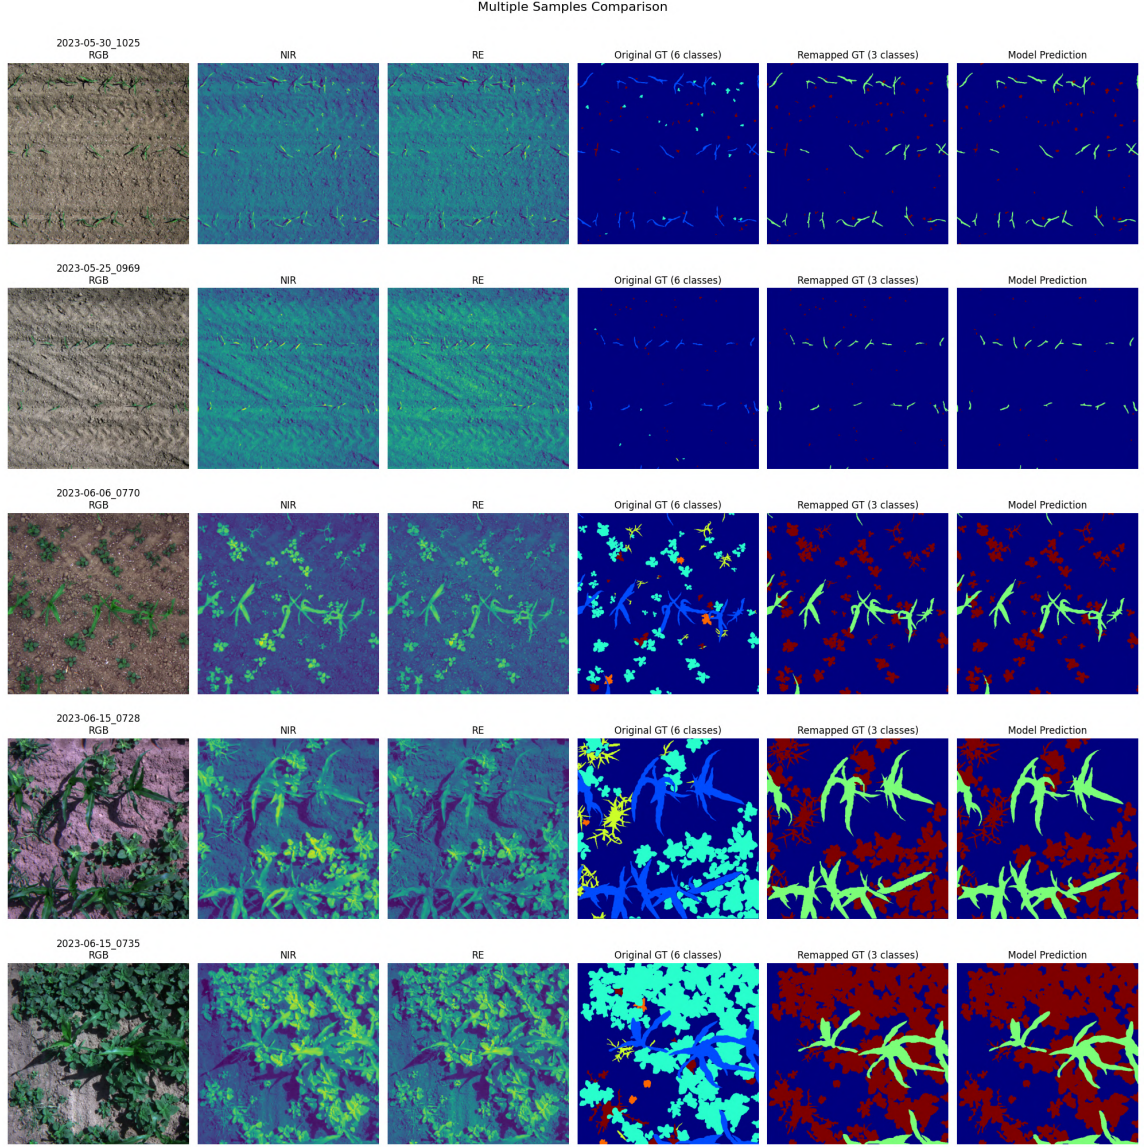 Multiple Samples Comparison
2023-05-30_1025
RGB
NIR
RE
Original GT (6 classes)
Remapped GT (3 classes)
Model Prediction
2023-05-25_0969
RGB
NIR
RE
Original GT (6 classes)
Remapped GT (3 classes)
Model Prediction
2023-06-06_0770
RGB
NIR
RE
Original GT (6 classes)
Remapped GT (3 classes)
Model Prediction
2023-06-15_0728
RGB
NIR
RE
Original GT (6 classes)
Remapped GT (3 classes)
Model Prediction
2023-06-15_0735
RGB
NIR
RE
Original GT (6 classes)
Remapped GT (3 classes)
Model Prediction